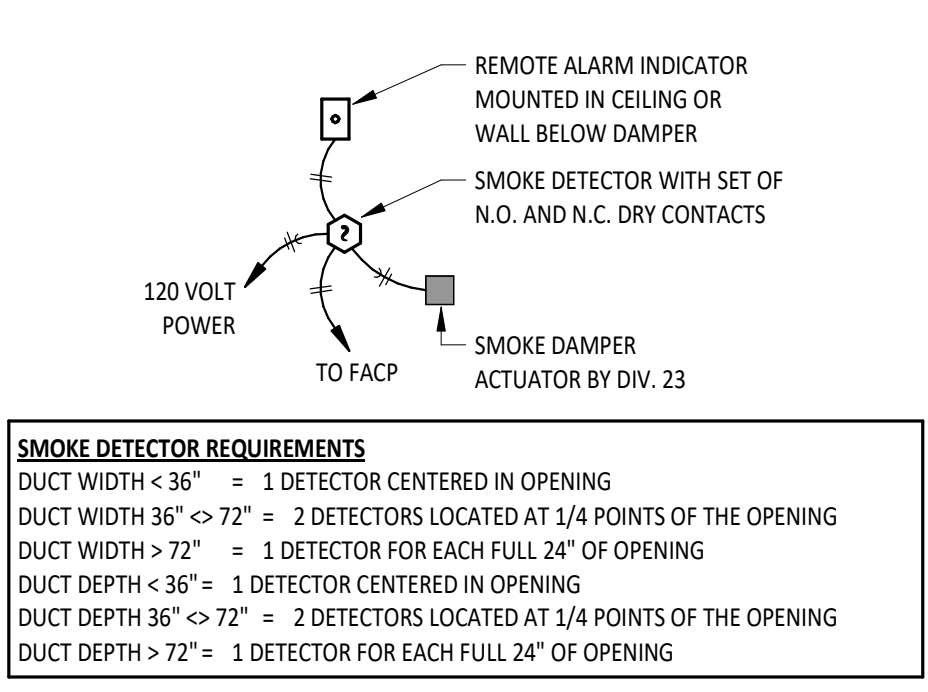 REMOTE ALARM INDICATOR
MOUNTED IN CEILING OR
WALL BELOW DAMPER
SMOKE DETECTOR WITH SET OF
N.O. AND N.C. DRY CONTACTS
120 VOLT
POWER
TO FACP
SMOKE DAMPER
ACTUATOR BY DIV. 23
SMOKE DETECTOR REQUIREMENTS
DUCT WIDTH < 36" = 1 DETECTOR CENTERED IN OPENING
DUCT WIDTH 36" <> 72" = 2 DETECTORS LOCATED AT 1/4 POINTS OF THE OPENING
DUCT WIDTH > 72" = 1 DETECTOR FOR EACH FULL 24" OF OPENING
DUCT DEPTH < 36" = 1 DETECTOR CENTERED IN OPENING
DUCT DEPTH 36" <> 72" = 2 DETECTORS LOCATED AT 1/4 POINTS OF THE OPENING
DUCT DEPTH > 72" = 1 DETECTOR FOR EACH FULL 24" OF OPENING